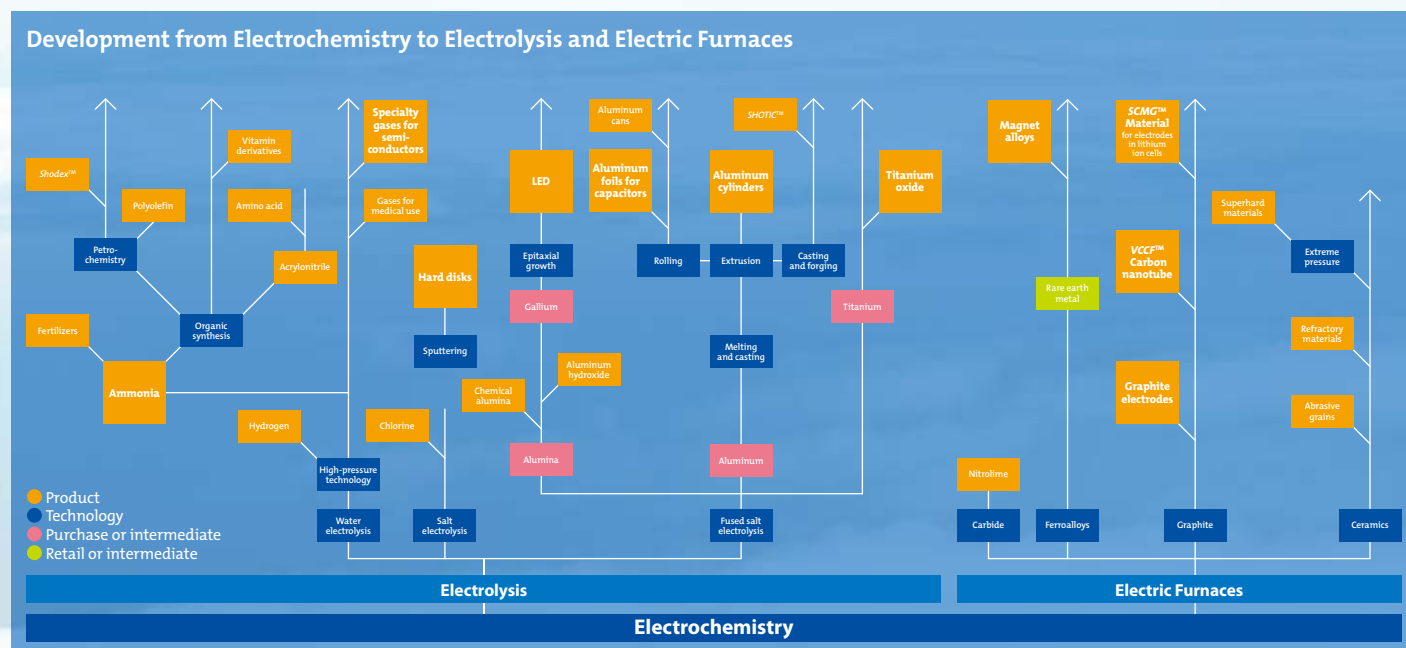 Development from Electrochemistry to Electrolysis and Electric Furnaces
Shodex™
Polyolefin
Petro-
chemistry
Vitamin
derivatives
Amino acid
Acrylonitrile
Organic
synthesis
Fertilizers
Ammonia
Specialty
gases for
semi-
conductors
Gases for
medical use
Hydrogen
High-pressure
technology
Water
electrolysis
Hard disks
Sputtering
Chlorine
Salt
electrolysis
LED
Epitaxial
growth
Gallium
Aluminum
hydroxide
Chemical
alumina
Alumina
Aluminum
cans
Aluminum
foils for
capacitors
Rolling
Aluminum
cylinders
Extrusion
SHOTIC™
Casting
and forging
Melting
and casting
Aluminum
Fused salt
electrolysis
Titanium
oxide
Titanium
Magnet
alloys
Rare earth
metal
Nitrolime
Carbide
Ferroalloys
SCMG™
Material
for electrodes
in lithium
ion cells
VCCF™
Carbon
nanotube
Graphite
electrodes
Graphite
Superhard
materials
Extreme
pressure
Refractory
materials
Abrasive
grains
Ceramics
Product
Technology
Purchase or intermediate
Retail or intermediate
Electrolysis
Electric Furnaces
Electrochemistry